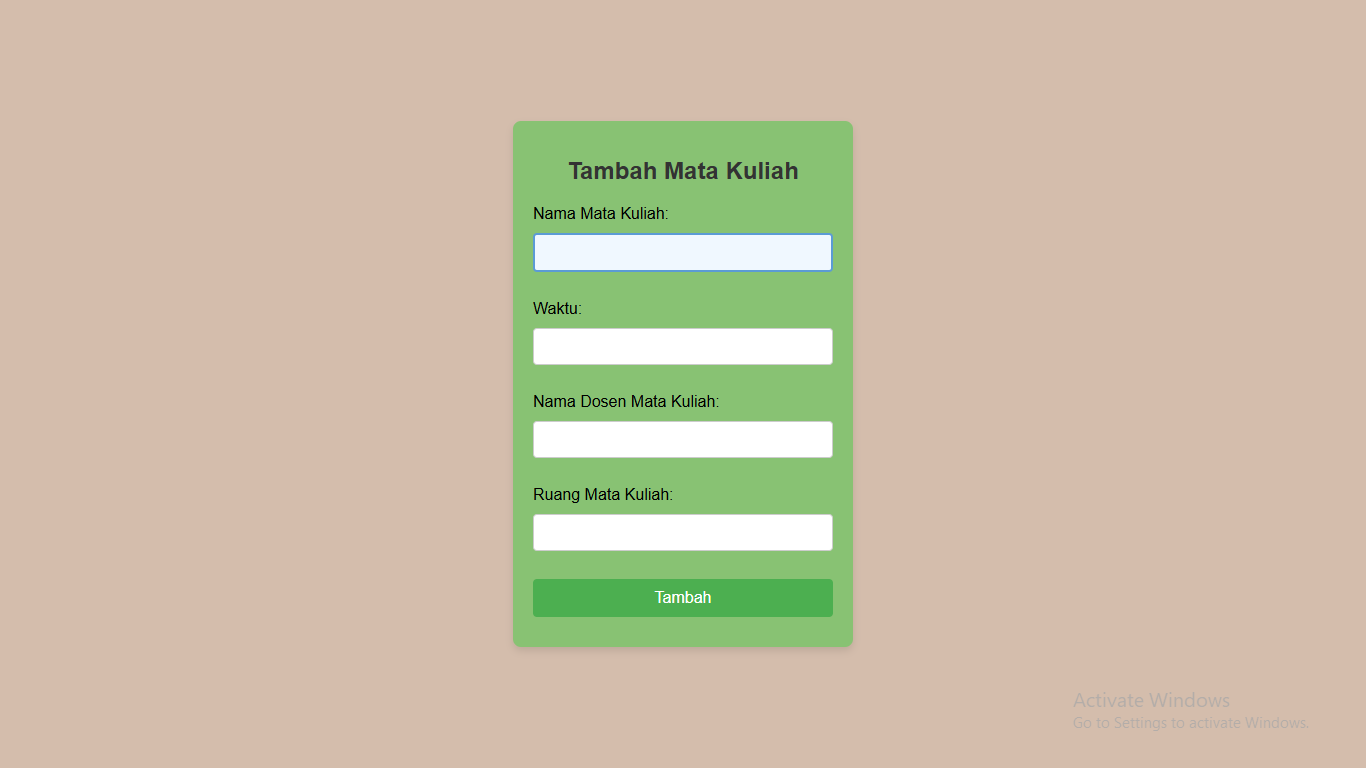 Tambah Mata Kuliah
Nama Mata Kuliah:
Waktu:
Nama Dosen Mata Kuliah:
Ruang Mata Kuliah:
Tambah
Activate Windows
Go to Settings to activate Windows.